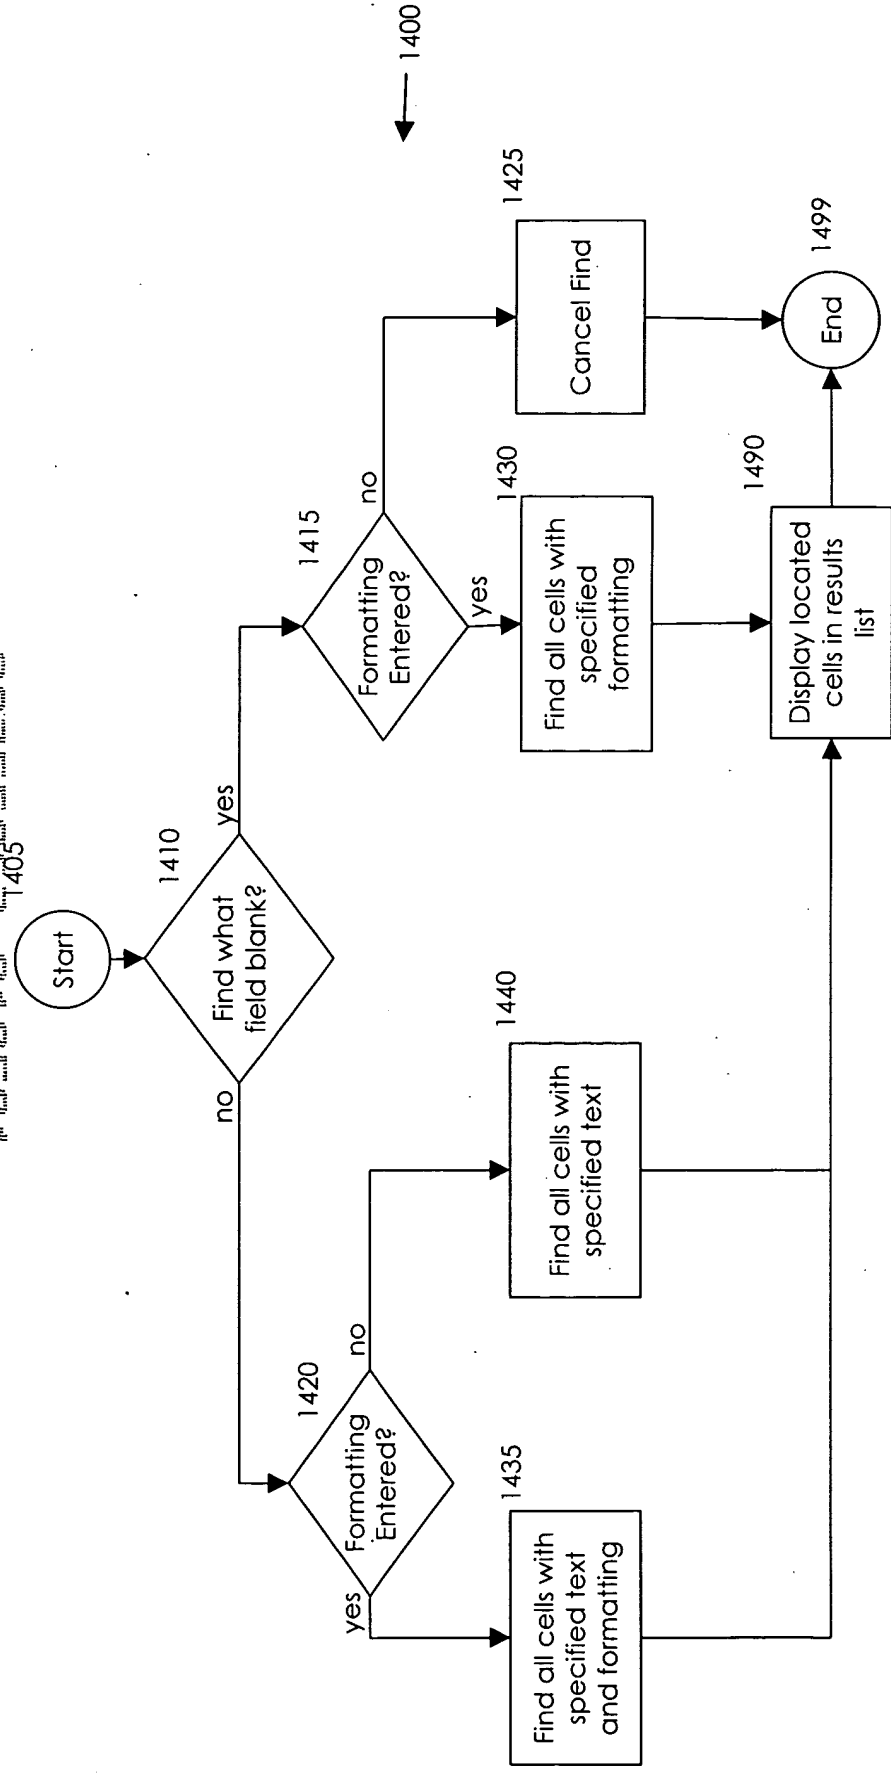 1400
1405
Start
1410
Find what
field blank?
no
yes
1420
Formatting
Entered?
yes
no
1415
Formatting
Entered?
yes
no
1435
Find all cells with
specified text
and formatting
1440
Find all cells with
specified text
1430
Find all cells with
specified
formatting
1425
Cancel Find
1490
Display located
cells in results
list
1499
End